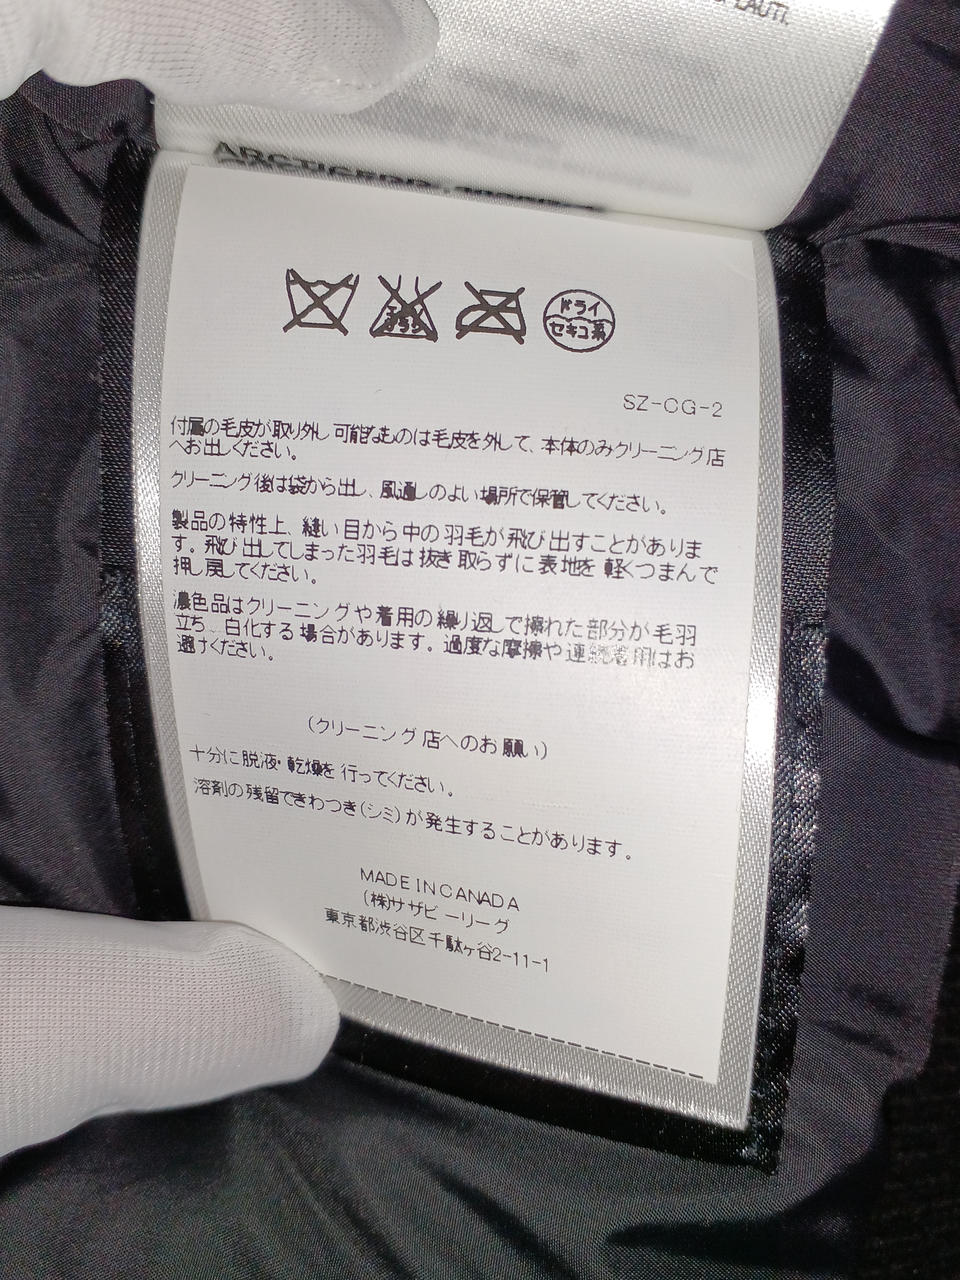 LAUT.
ARCTIC
エンソ
サラシ
ドライ
セキユ系
SZ-CG-2
付属の毛皮が取り外し可能なものは毛皮を外して、本体のみクリーニング店
へお出しください。
クリーニング後は袋から出し、風通しのよい場所で保管してください。
製品の特性上、縫い目から中の羽毛が飛び出すことがありま
す。飛び出してしまった羽毛は抜き取らずに表地を軽くつまんで
押し戻してください。
濃色品はクリーニングや着用の繰り返しで擦れた部分が毛羽
立ち、白化する場合があります。過度な摩擦や連続着用はお
避けください。
(クリーニング店へのお願い)
十分に脱液・乾燥を行ってください。
溶剤の残留できわつき(シミ)が発生することがあります。
MADE IN CANADA
(株)サザビーリーグ
東京都渋谷区千駄ヶ谷2-11-1